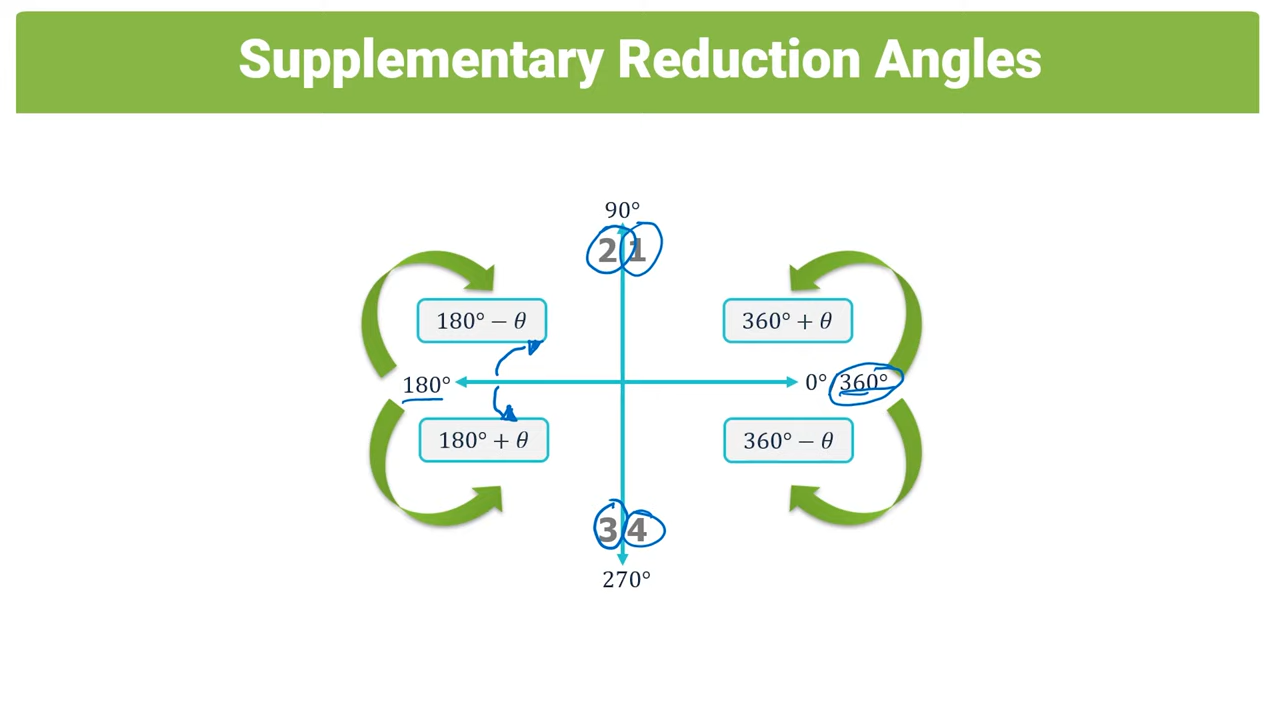 Supplementary Reduction Angles
90°
2 1
180° − θ
360° + θ
180°
0° 360°
180° + θ
360° − θ
3 4
270°